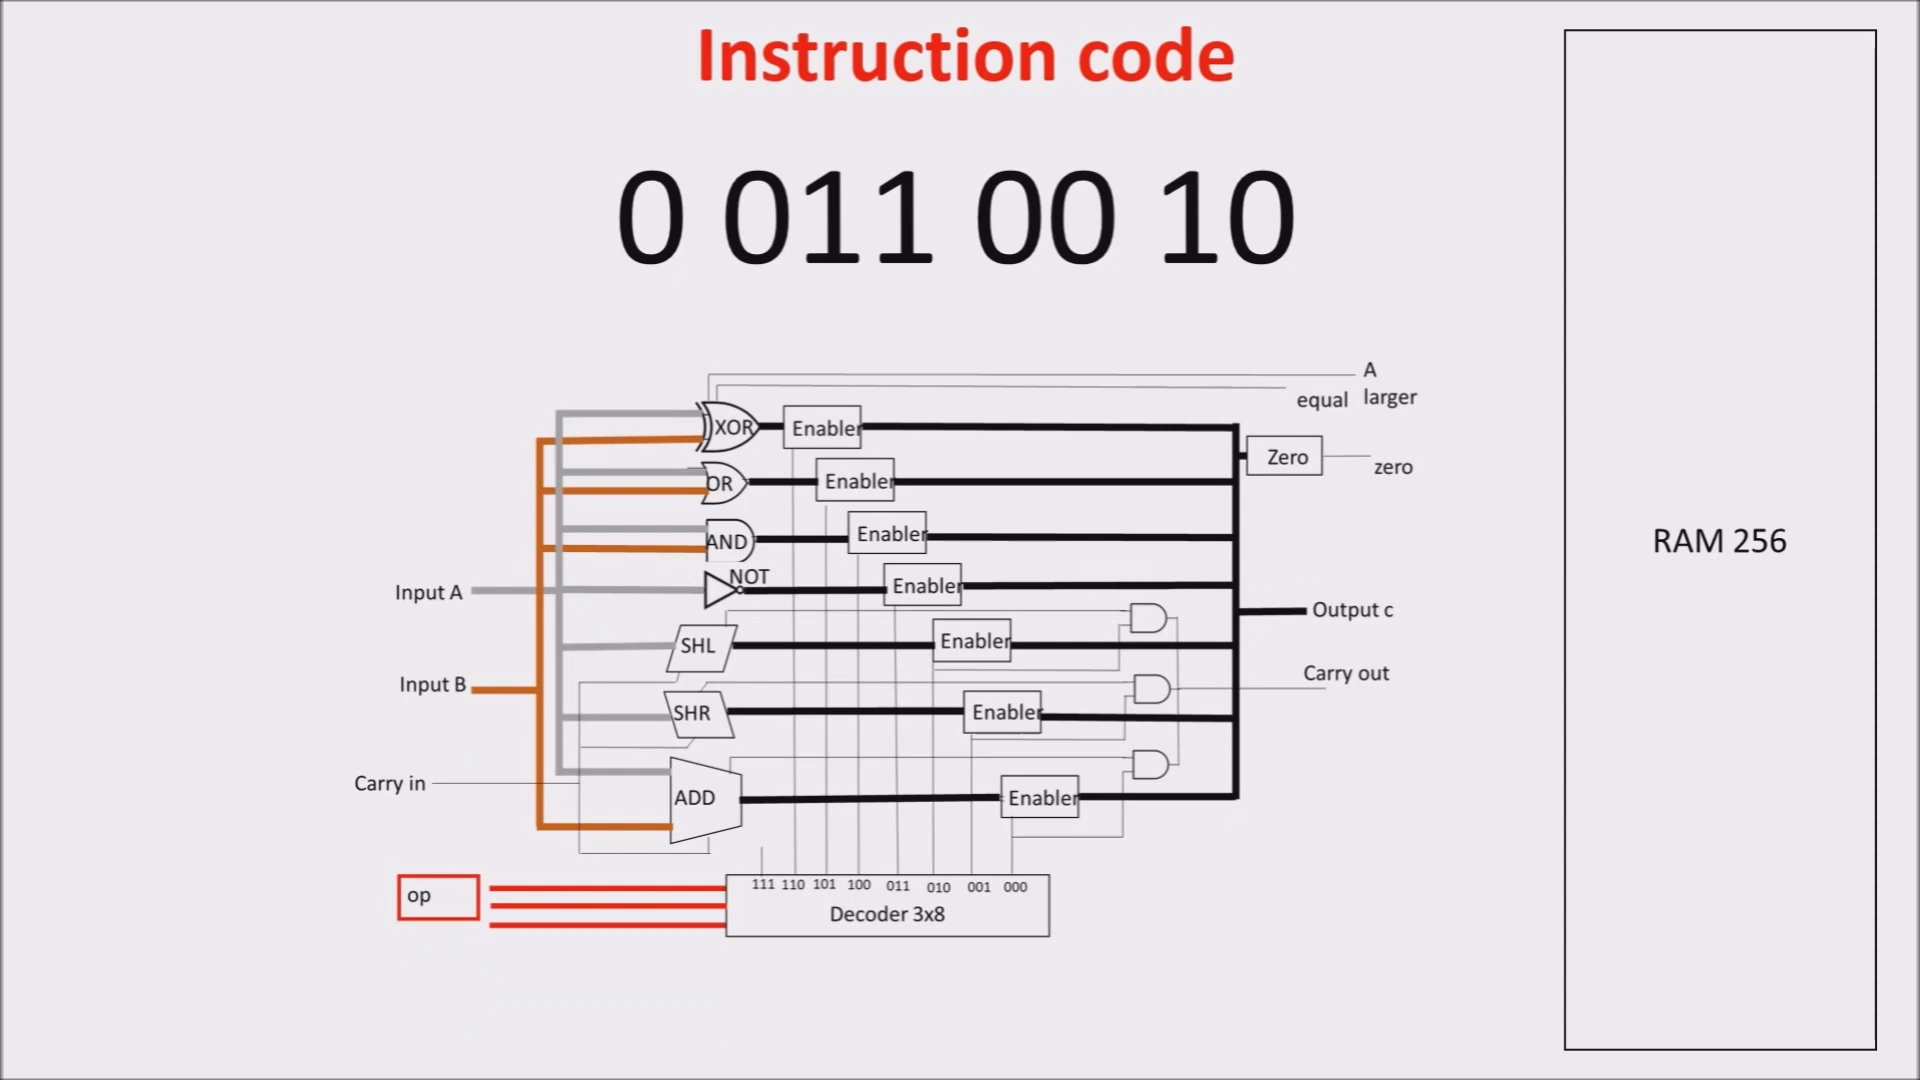 Instruction code
0 011 00 10
A
equal larger
XOR Enabler
Zero
zero
OR Enabler
AND Enabler
NOT
Enabler
Input A
Output c
SHL Enabler
Carry out
Input B
SHR Enabler
Carry in
ADD Enabler
op
111 110 101 100 011 010 001 000
Decoder 3x8
RAM 256